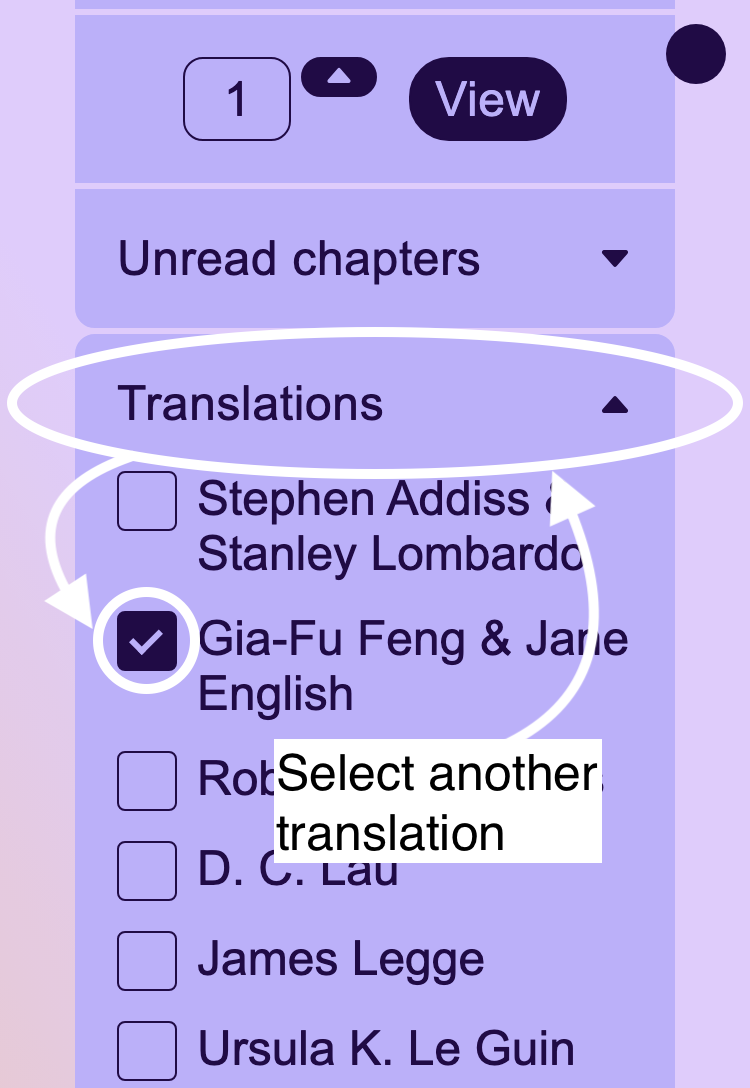 1
View
Unread chapters
Translations
Stephen Addiss &
Stanley Lombardo
Gia-Fu Feng & Jane
English
Select another
translation
D. C. Lau
James Legge
Ursula K. Le Guin